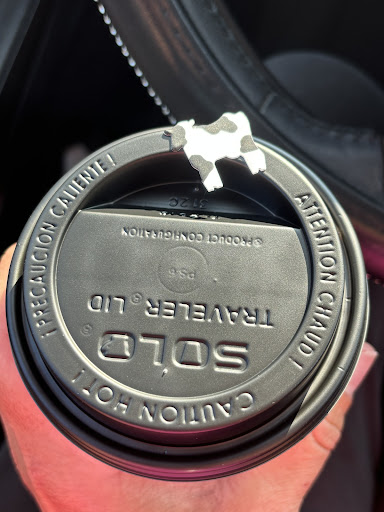 SOLO®
TRAVELER® LID
PS-6
®PRODUCT CONFIGURATION
¡PRECAUCION CALIENTE!
CAUTION HOT!
ATTENTION CHAUD!